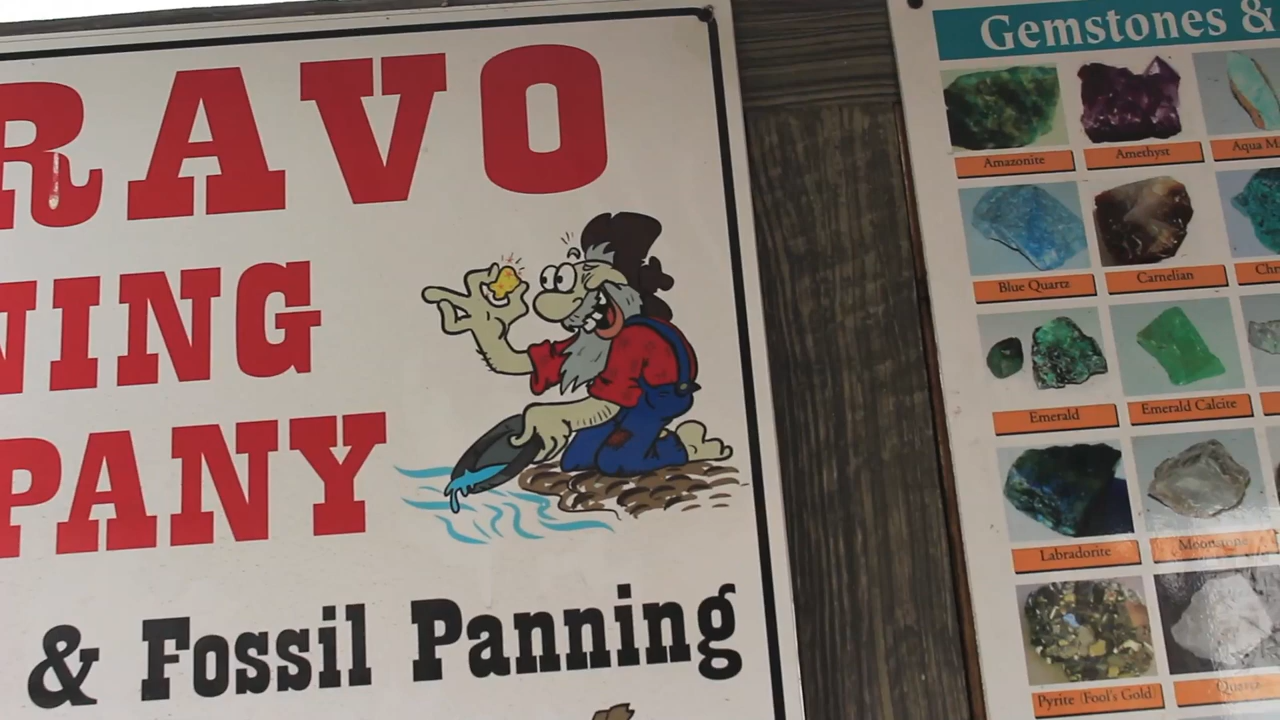 RAVO
NING
PANY
& Fossil Panning
Gemstones &
Amazonite
Amethyst
Aqua M
Blue Quartz
Carnelian
Chr
Emerald
Emerald Calcite
Labradorite
Moonstone
Pyrite (Fool's Gold)
Quartz